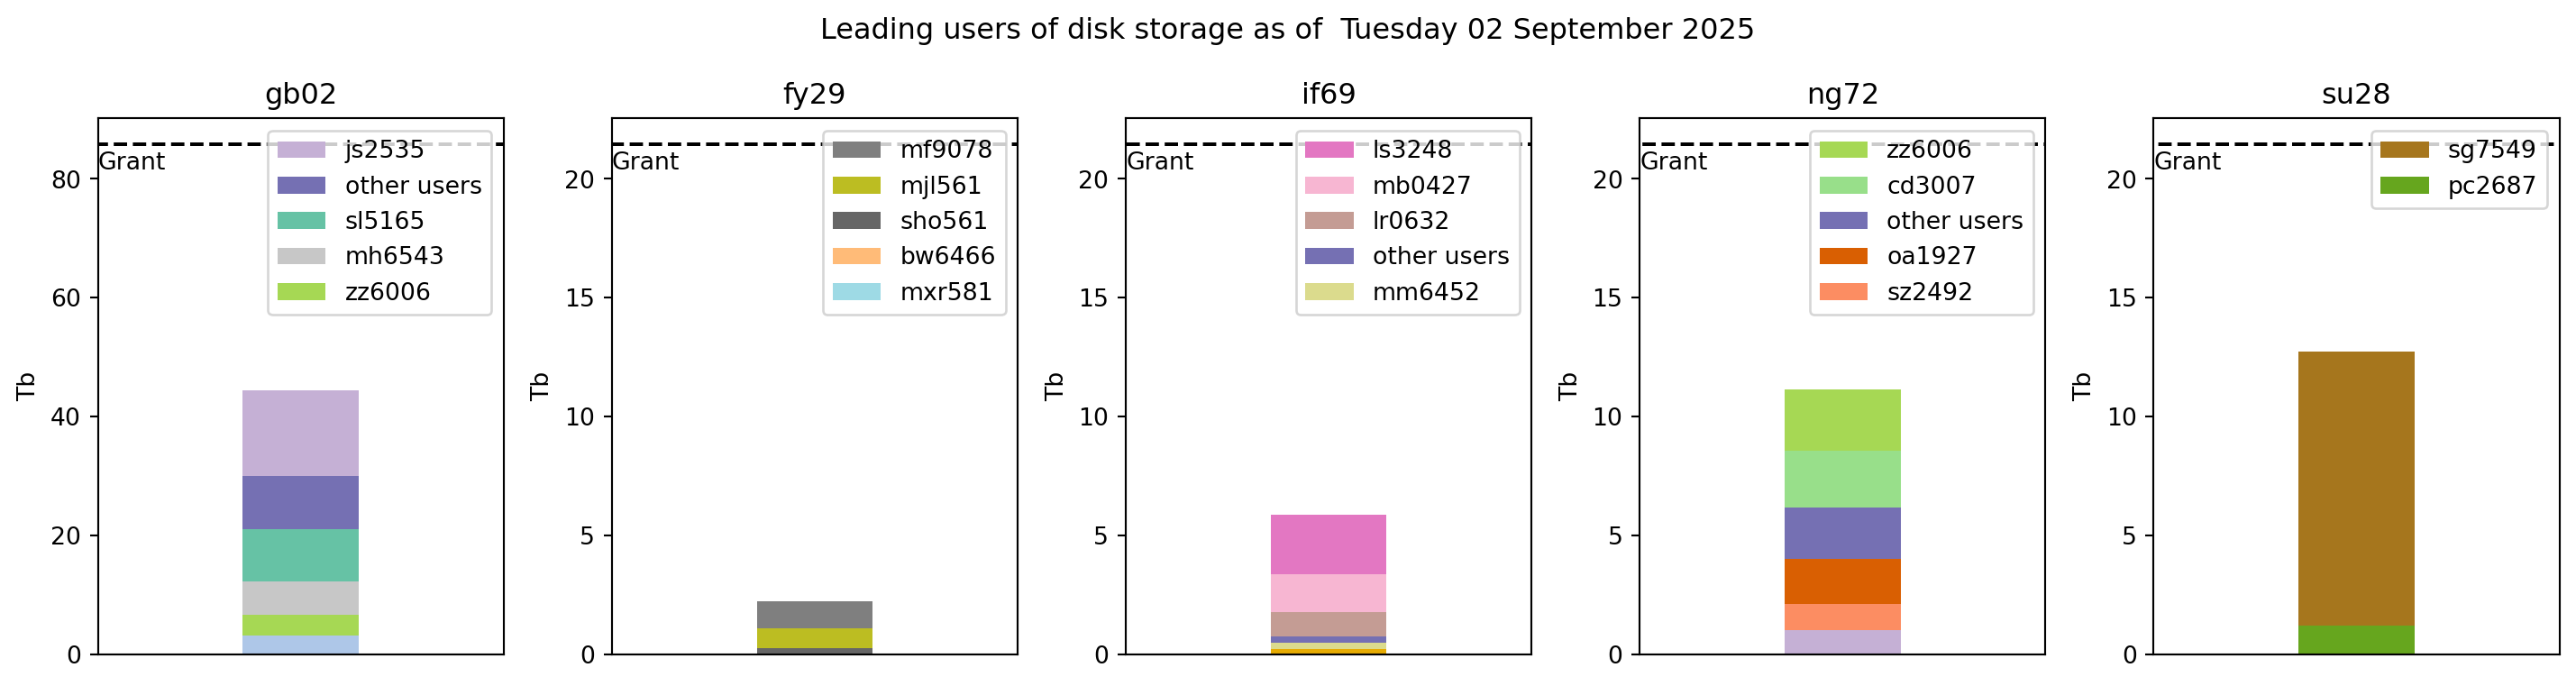 Leading users of disk storage as of  Tuesday 02 September 2025
gb02
Tb
80
60
40
20
0
Grant
js2535
other users
sl5165
mh6543
zz6006
fy29
Tb
20
15
10
5
0
Grant
mf9078
mjl561
sho561
bw6466
mxr581
if69
Tb
20
15
10
5
0
Grant
ls3248
mb0427
lr0632
other users
mm6452
ng72
Tb
20
15
10
5
0
Grant
zz6006
cd3007
other users
oa1927
sz2492
su28
Tb
20
15
10
5
0
Grant
sg7549
pc2687